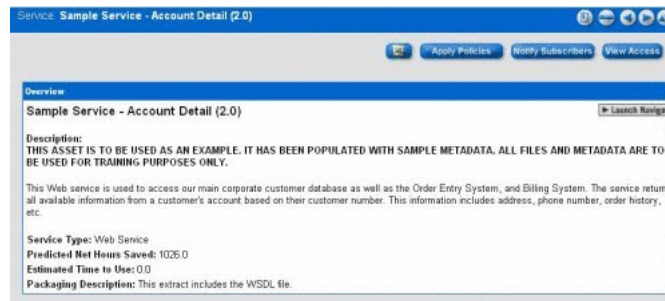 Service: Sample Service - Account Detail (2.0)
Apply Policies Notify Subscribers View Access
Overview
Sample Service - Account Detail (2.0)
Launch Naviga
Description:
THIS ASSET IS TO BE USED AS AN EXAMPLE. IT HAS BEEN POPULATED WITH SAMPLE METADATA. ALL FILES AND METADATA ARE TO
BE USED FOR TRAINING PURPOSES ONLY.
This Web service is used to access our main corporate customer database as well as the Order Entry System, and Billing System. The service return
all available information from a customer's account based on their customer number. This information includes address, phone number, order history,
etc.
Service Type: Web Service
Predicted Net Hours Saved: 1026.0
Estimated Time to Use: 0.0
Packaging Description: This extract includes the WSDL file.